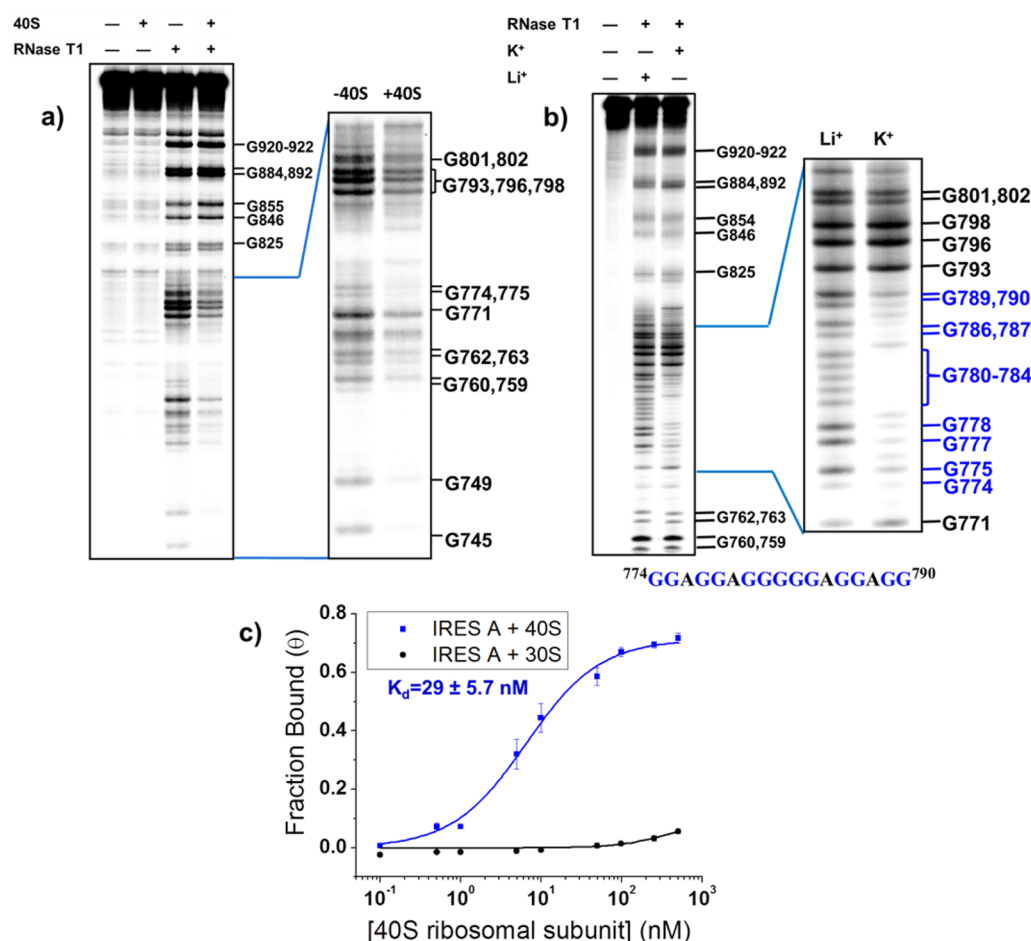 40S — + — +
RNase T1 — — + +
a)
-40S +40S
G920-922
G884,892
G855
G846
G825
G801,802
G793,796,798
G774,775
G771
G762,763
G760,759
G749
G745
RNase T1 — + +
K⁺ — — +
Li⁺ — + —
b)
Li⁺ K⁺
G920-922
G884,892
G854
G846
G825
G762,763
G760,759
G801,802
G798
G796
G793
G789,790
G786,787
G780-784
G778
G777
G775
G774
G771
⁷⁷⁴GGAGGAGGGGGAGGAGG⁷⁹⁰
c)
IRES A + 40S
IRES A + 30S
K_d=29 ± 5.7 nM
Fraction Bound (θ)
0.8
0.6
0.4
0.2
0.0
10⁻¹ 10⁰ 10¹ 10² 10³
[40S ribosomal subunit] (nM)